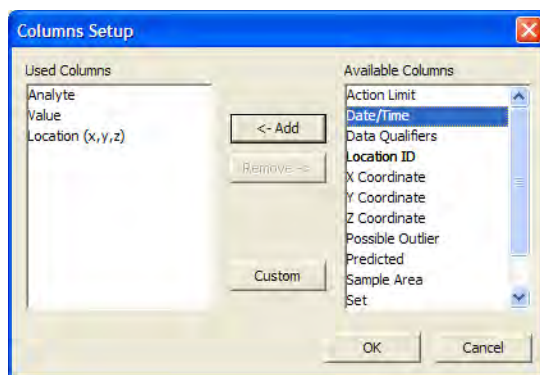 Columns Setup
Used Columns
Analyte
Value
Location (x,y,z)
<- Add
Remove ->
Custom
Available Columns
Action Limit
Date/Time
Data Qualifiers
Location ID
X Coordinate
Y Coordinate
Z Coordinate
Possible Outlier
Predicted
Sample Area
Set
OK
Cancel